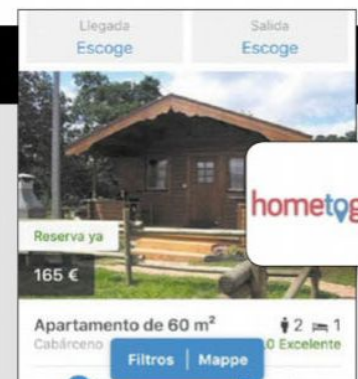 Llegada Salida
Escoge Escoge
hometog
Reserva ya
165 €
Apartamento de 60 m² 2 1
Cabárceno .0 Excelente
Filtros | Mappe